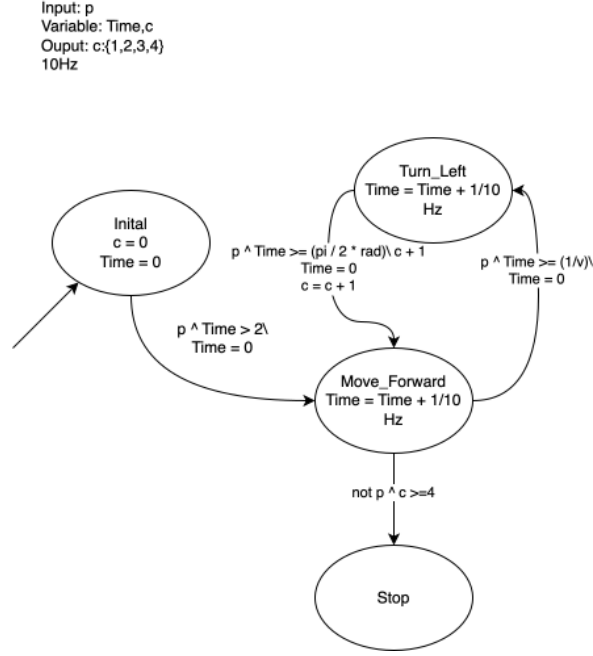 Input: p
Variable: Time,c
Ouput: c:{1,2,3,4}
10Hz
Turn_Left
Time = Time + 1/10
Hz
Inital
c = 0
Time = 0
p ^ Time >= (pi / 2 * rad)\ c + 1
Time = 0
c = c + 1
p ^ Time >= (1/v)\
Time = 0
p ^ Time > 2\
Time = 0
Move_Forward
Time = Time + 1/10
Hz
not p ^ c >=4
Stop